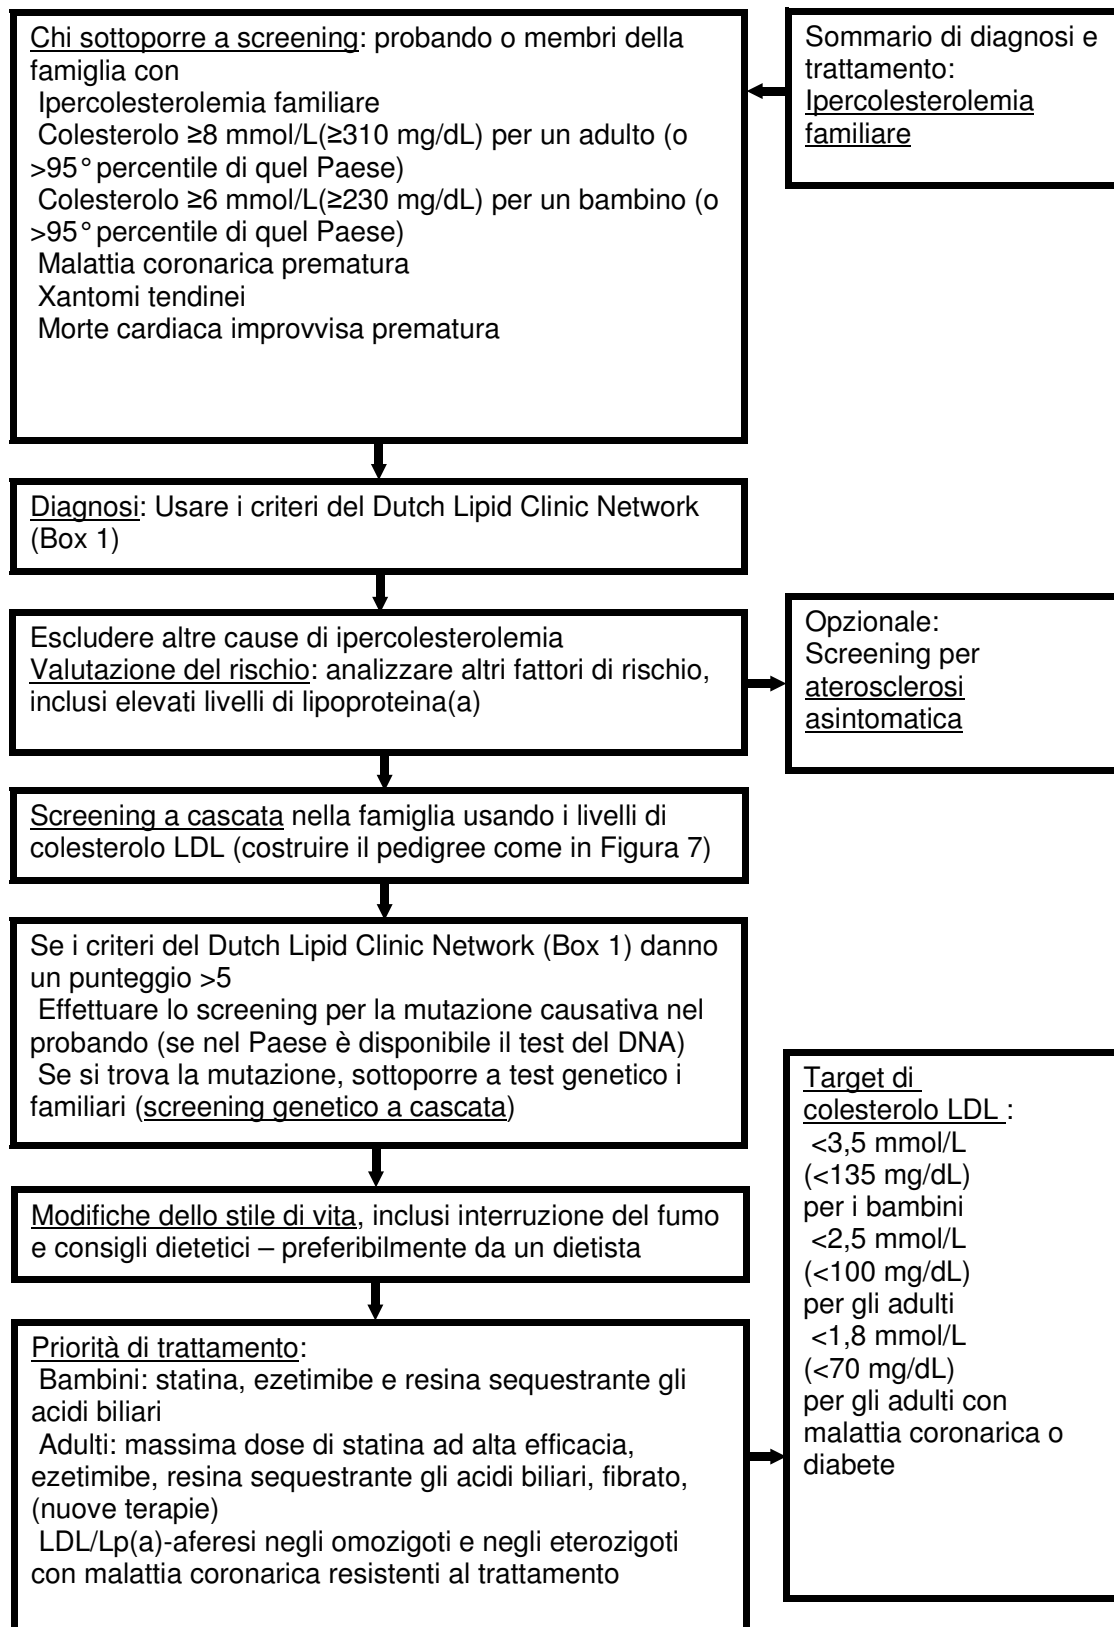 Chi sottoporre a screening: probando o membri della
famiglia con
Ipercolesterolemia familiare
Colesterolo ≥8 mmol/L(≥310 mg/dL) per un adulto (o
>95° percentile di quel Paese)
Colesterolo ≥6 mmol/L(≥230 mg/dL) per un bambino (o
>95° percentile di quel Paese)
Malattia coronarica prematura
Xantomi tendinei
Morte cardiaca improvvisa prematura
Sommario di diagnosi e
trattamento:
Ipercolesterolemia
familiare
Diagnosi: Usare i criteri del Dutch Lipid Clinic Network
(Box 1)
Escludere altre cause di ipercolesterolemia
Valutazione del rischio: analizzare altri fattori di rischio,
inclusi elevati livelli di lipoproteina(a)
Opzionale:
Screening per
aterosclerosi
asintomatica
Screening a cascata nella famiglia usando i livelli di
colesterolo LDL (costruire il pedigree come in Figura 7)
Se i criteri del Dutch Lipid Clinic Network (Box 1) danno
un punteggio >5
Effettuare lo screening per la mutazione causativa nel
probando (se nel Paese è disponibile il test del DNA)
Se si trova la mutazione, sottoporre a test genetico i
familiari (screening genetico a cascata)
Modifiche dello stile di vita, inclusi interruzione del fumo
e consigli dietetici – preferibilmente da un dietista
Priorità di trattamento:
Bambini: statina, ezetimibe e resina sequestrante gli
acidi biliari
Adulti: massima dose di statina ad alta efficacia,
ezetimibe, resina sequestrante gli acidi biliari, fibrato,
(nuove terapie)
LDL/Lp(a)-aferesi negli omozigoti e negli eterozigoti
con malattia coronarica resistenti al trattamento
Target di
colesterolo LDL :
<3,5 mmol/L
(<135 mg/dL)
per i bambini
<2,5 mmol/L
(<100 mg/dL)
per gli adulti
<1,8 mmol/L
(<70 mg/dL)
per gli adulti con
malattia coronarica o
diabete